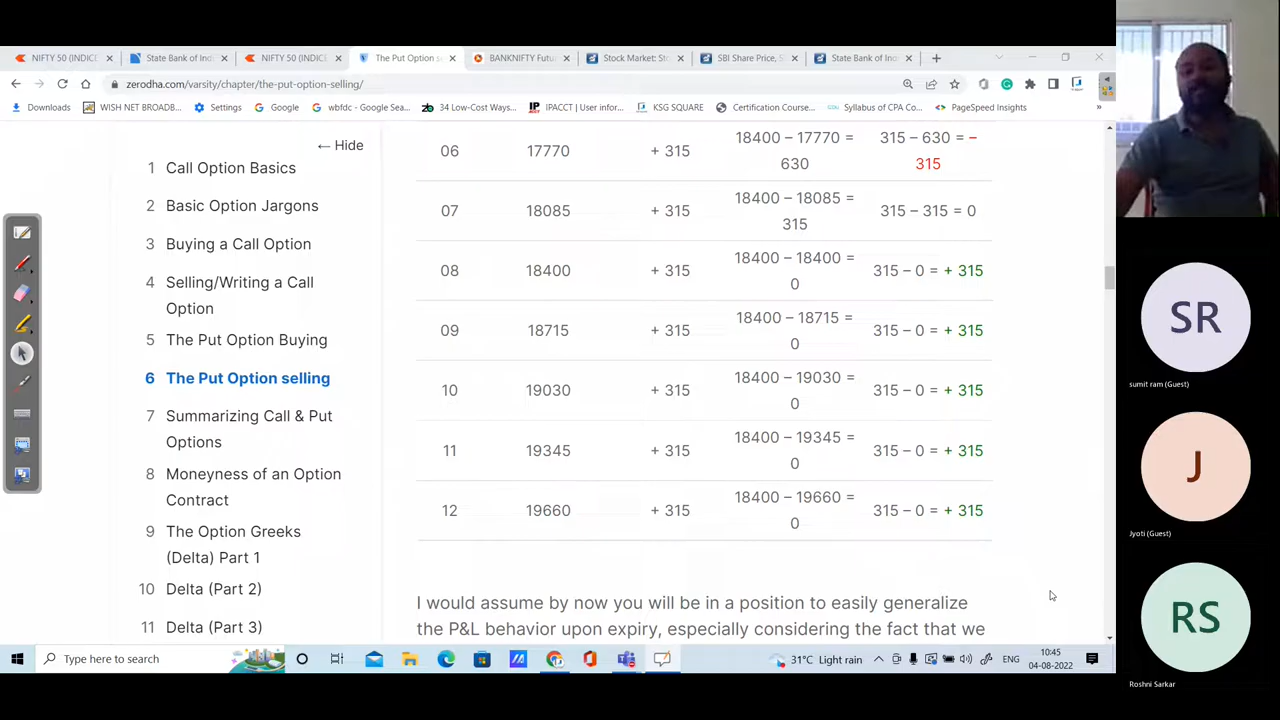 NIFTY 50 (INDICE
State Bank of Ind
NIFTY 50 (INDICE
The Put Option s
BANKNIFTY Futu
Stock Market: Sto
SBI Share Price, S
State Bank of Ind
zerodha.com/varsity/chapter/the-put-option-selling/
Downloads
WISH NET BROADB...
Settings
Google
wbfdc - Google Sea...
34 Low-Cost Ways...
IPACCT | User infor...
KSG SQUARE
Certification Course...
Syllabus of CPA Co...
PageSpeed Insights
»
← Hide
1 Call Option Basics
2 Basic Option Jargons
3 Buying a Call Option
4 Selling/Writing a Call
Option
5 The Put Option Buying
6 The Put Option selling
7 Summarizing Call & Put
Options
8 Moneyness of an Option
Contract
9 The Option Greeks
(Delta) Part 1
10 Delta (Part 2)
11 Delta (Part 3)
06 17770 + 315 18400 – 17770 = 630 315 – 630 = – 315
07 18085 + 315 18400 – 18085 = 315 315 – 315 = 0
08 18400 + 315 18400 – 18400 = 0 315 – 0 = + 315
09 18715 + 315 18400 – 18715 = 0 315 – 0 = + 315
10 19030 + 315 18400 – 19030 = 0 315 – 0 = + 315
11 19345 + 315 18400 – 19345 = 0 315 – 0 = + 315
12 19660 + 315 18400 – 19660 = 0 315 – 0 = + 315
I would assume by now you will be in a position to easily generalize
the P&L behavior upon expiry, especially considering the fact that we
SR
sumit ram (Guest)
J
Jyoti (Guest)
RS
Roshni Sarkar
Type here to search
31°C Light rain
ENG
10:45
04-08-2022